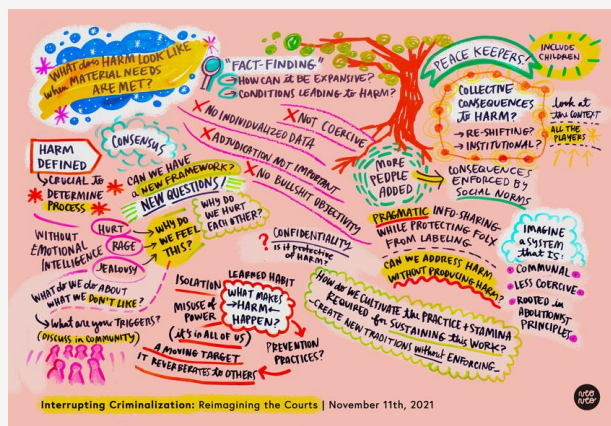 WHAT does HARM LOOK LIKE
when MATERIAL NEEDS
ARE MET?
"FACT-FINDING"
→ HOW CAN it BE EXPANSIVE?
→ CONDITIONS LEADING to HARM?
X NO INDIVIDUALIZED DATA
X NOT COERCIVE
X ADJUDICATION NOT IMPORTANT
X NO BULLSHIT OBJECTIVITY
PEACE KEEPERS!
INCLUDE
CHILDREN
COLLECTIVE
CONSEQUENCES
to HARM?
→ RE-SHIFTING?
→ INSTITUTIONAL?
look at
the CONTEXT
ALL the
PLAYERS
MORE
PEOPLE
ADDED
CONSEQUENCES
ENFORCED BY
SOCIAL NORMS
HARM
DEFINED
CRUCIAL to
DETERMINE
PROCESS
CONSENSUS
CAN WE HAVE
a NEW FRAMEWORK?
NEW QUESTIONS!
WITHOUT
EMOTIONAL
INTELLIGENCE
HURT
RAGE
JEALOUSY
WHY DO
WE FEEL
THIS?
WHY DO
WE HURT
EACH OTHER?
? CONFIDENTIALITY
is it protective
of HARM?
PRAGMATIC INFO-SHARING
WHILE PROTECTING FOLX
FROM LABELING
CAN WE ADDRESS HARM
WITHOUT PRODUCING HARM?
IMAGINE
a SYSTEM
that IS:
COMMUNAL
LESS COERCIVE
ROOTED in
ABOLITIONIST
PRINCIPLES
What do WE DO ABOUT
WHAT WE DON'T LIKE?
What are you TRIGGERS?
(DISCUSS in COMMUNITY)
ISOLATION
LEARNED HABIT
MISUSE of
POWER
WHAT MAKES
HARM
HAPPEN?
(it's in ALL of US)
A MOVING TARGET
IT REVERBERATES to OTHERS
PREVENTION
PRACTICES?
How do WE CULTIVATE the PRACTICE + STAMINA
REQUIRED for SUSTAINING this WORK?
- CREATE NEW TRADITIONS without ENFORCING_
Interrupting Criminalization: Reimagining the Courts | November 11th, 2021
neo
neo